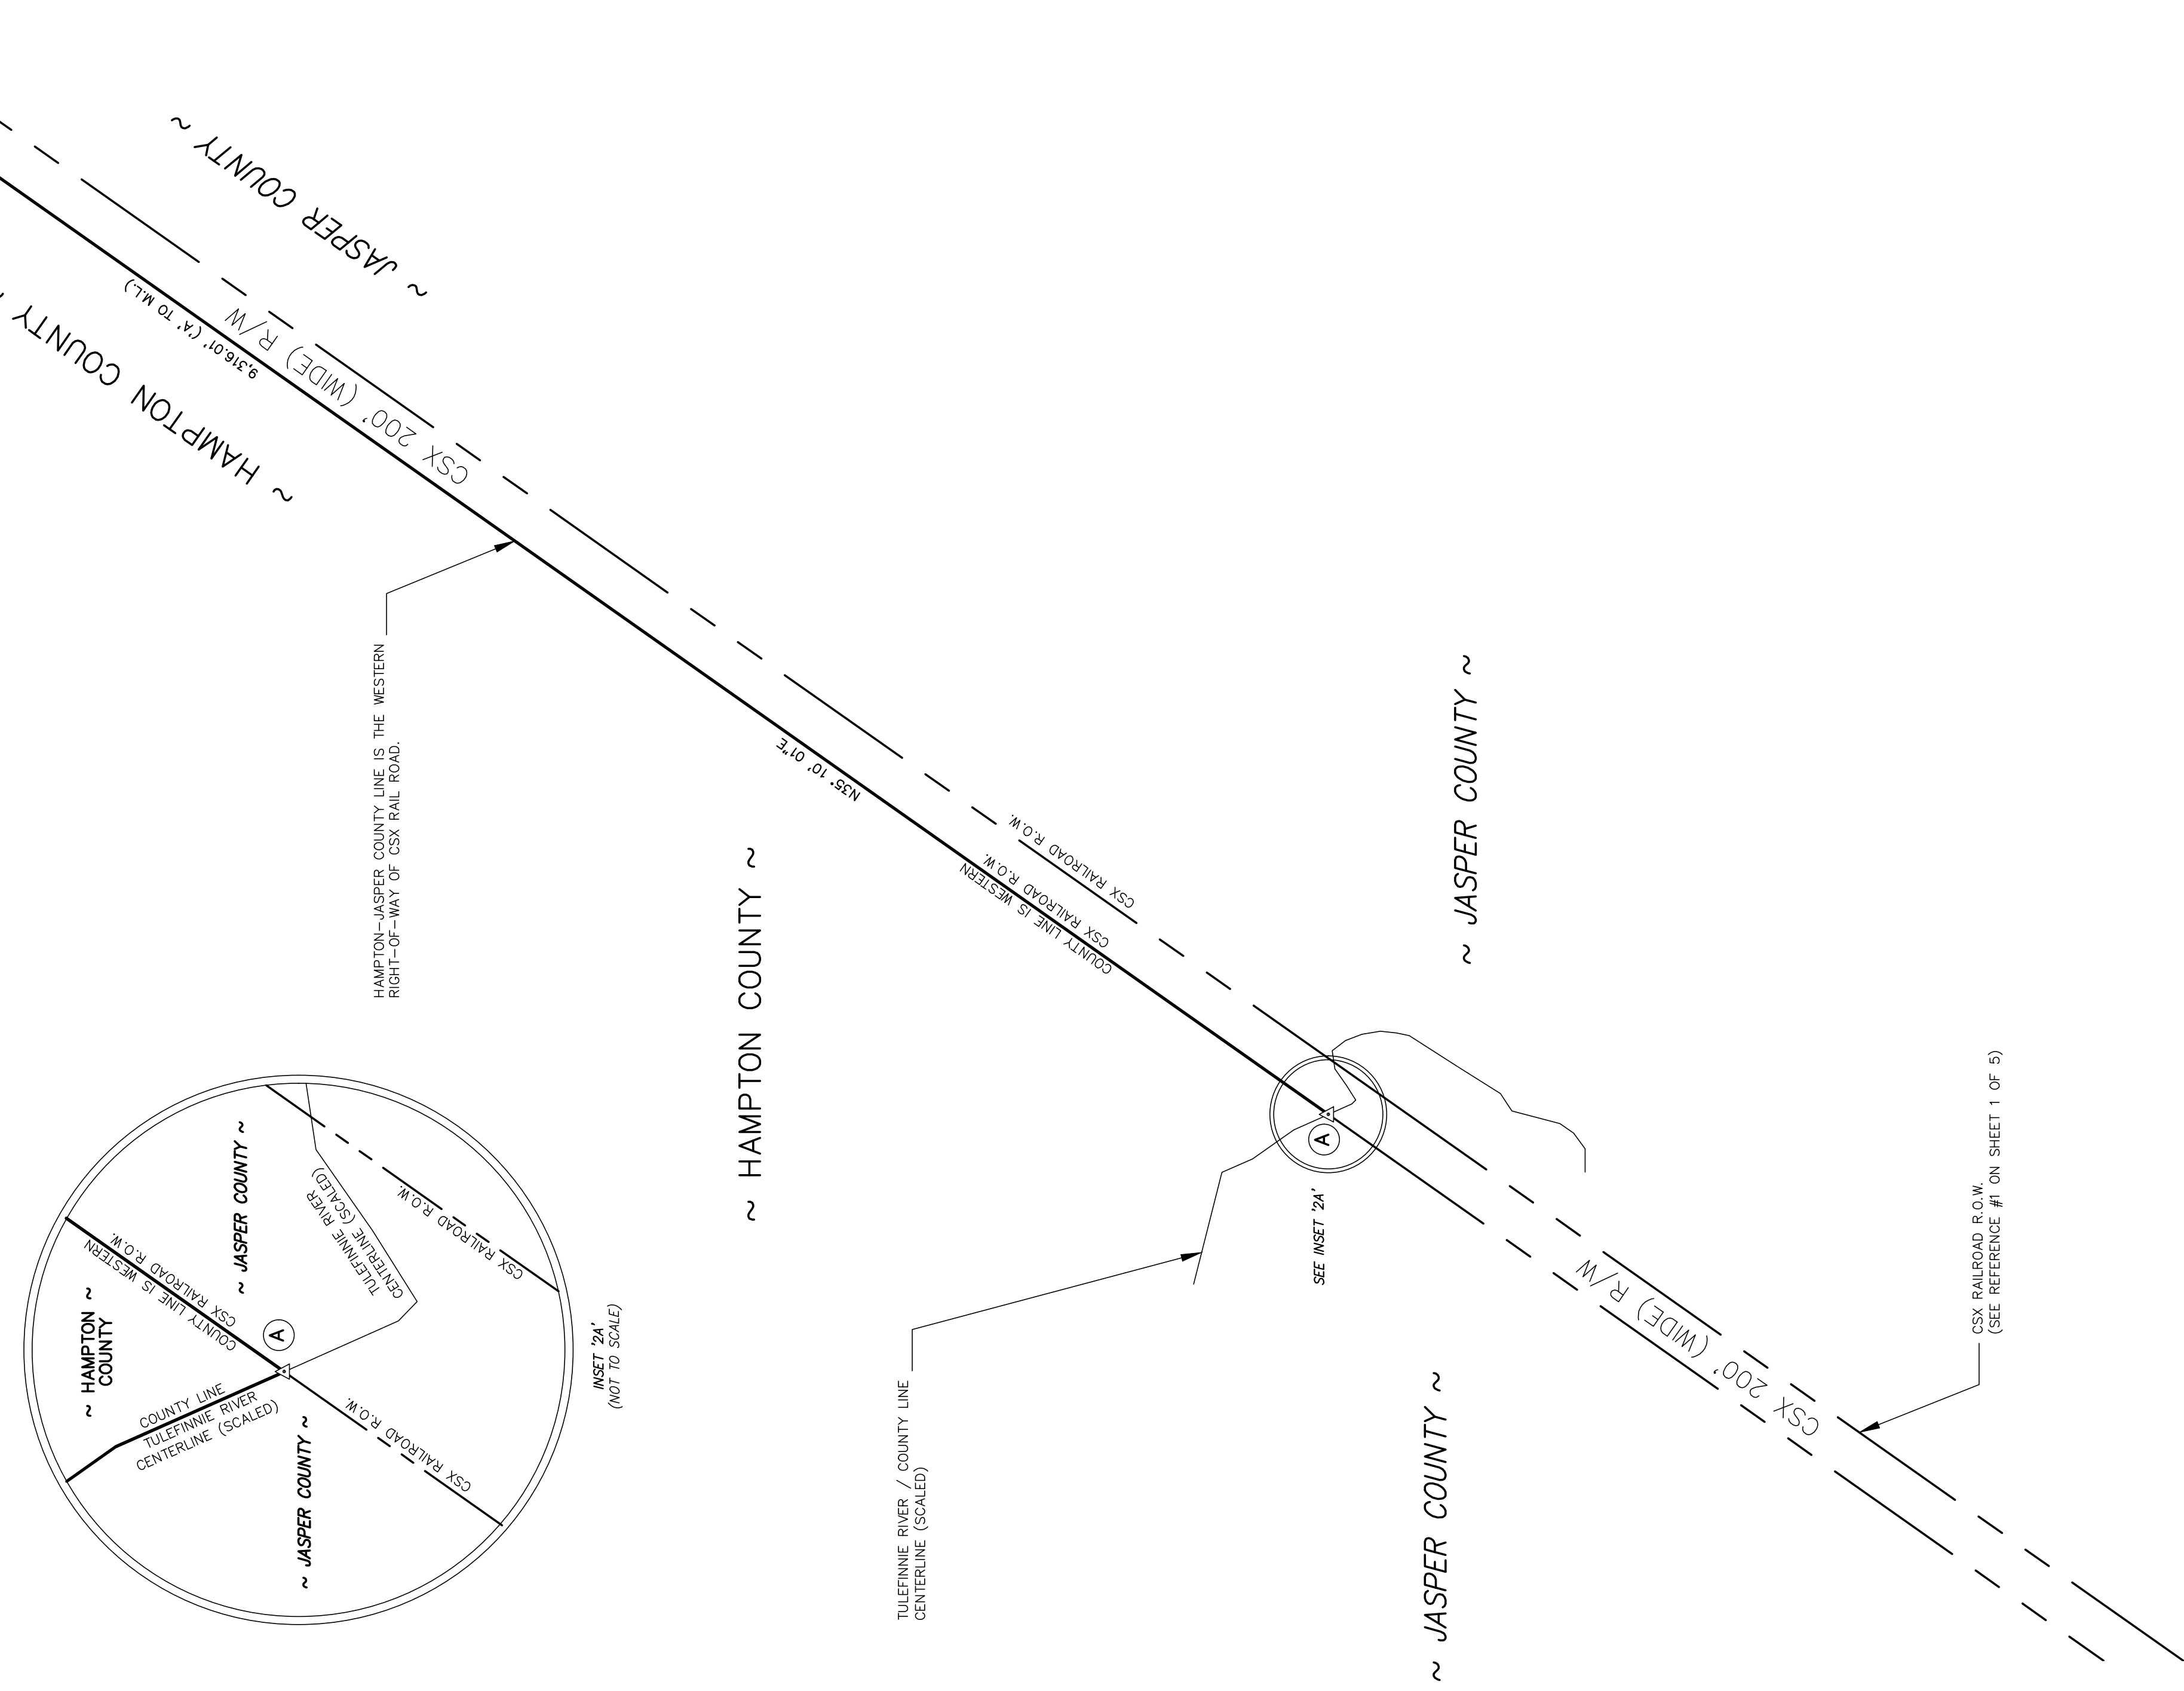 ~ JASPER COUNTY ~
~ HAMPTON COUNTY
9,316.01' ('A' TO M.L.)
CSX 200' (WIDE) R/W
HAMPTON-JASPER COUNTY LINE IS THE WESTERN
RIGHT-OF-WAY OF CSX RAIL ROAD.
N35° 10' 01"E
~ HAMPTON COUNTY ~
COUNTY LINE IS WESTERN
CSX RAILROAD R.O.W.
CSX RAILROAD R.O.W.
~ JASPER COUNTY ~
A
SEE INSET '2A'
TULEFINNIE RIVER / COUNTY LINE
CENTERLINE (SCALED)
~ JASPER COUNTY ~
CSX 200' (WIDE) R/W
CSX RAILROAD R.O.W.
(SEE REFERENCE #1 ON SHEET 1 OF 5)
~ HAMPTON ~
COUNTY
COUNTY LINE IS WESTERN
CSX RAILROAD R.O.W.
~ JASPER COUNTY ~
TULEFINNIE RIVER
CENTERLINE (SCALED)
CSX RAILROAD R.O.W.
A
COUNTY LINE
TULEFINNIE RIVER
CENTERLINE (SCALED)
~ JASPER COUNTY ~
CSX RAILROAD R.O.W.
INSET '2A'
(NOT TO SCALE)